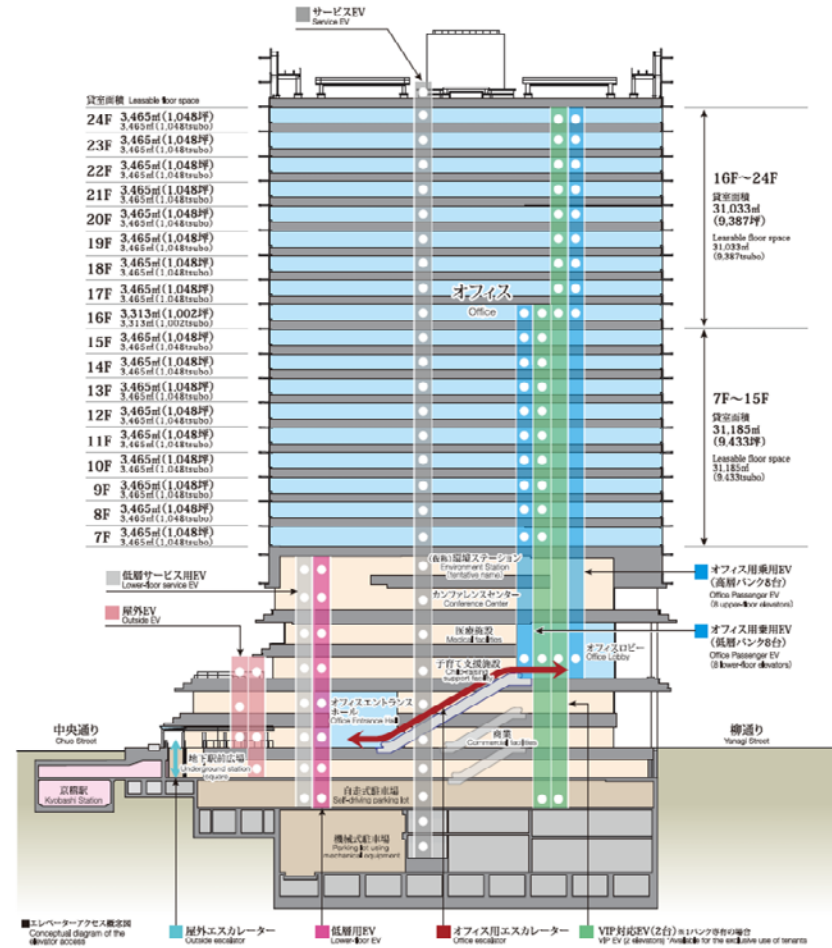 サービスEV
Service EV
貸室面積 Leasable floor space
24F 3,465㎡(1,048坪)
3,465㎡(1,048tsubo)
23F 3,465㎡(1,048坪)
3,465㎡(1,048tsubo)
22F 3,465㎡(1,048坪)
3,465㎡(1,048tsubo)
21F 3,465㎡(1,048坪)
3,465㎡(1,048tsubo)
20F 3,465㎡(1,048坪)
3,465㎡(1,048tsubo)
19F 3,465㎡(1,048坪)
3,465㎡(1,048tsubo)
18F 3,465㎡(1,048坪)
3,465㎡(1,048tsubo)
17F 3,465㎡(1,048坪)
3,465㎡(1,048tsubo)
16F 3,313㎡(1,002坪)
3,313㎡(1,002tsubo)
15F 3,465㎡(1,048坪)
3,465㎡(1,048tsubo)
14F 3,465㎡(1,048坪)
3,465㎡(1,048tsubo)
13F 3,465㎡(1,048坪)
3,465㎡(1,048tsubo)
12F 3,465㎡(1,048坪)
3,465㎡(1,048tsubo)
11F 3,465㎡(1,048坪)
3,465㎡(1,048tsubo)
10F 3,465㎡(1,048坪)
3,465㎡(1,048tsubo)
9F 3,465㎡(1,048坪)
3,465㎡(1,048tsubo)
8F 3,465㎡(1,048坪)
3,465㎡(1,048tsubo)
7F 3,465㎡(1,048坪)
3,465㎡(1,048tsubo)
オフィス
Office
16F〜24F
貸室面積
31,033㎡
(9,387坪)
Leasable floor space
31,033㎡
(9,387tsubo)
7F〜15F
貸室面積
31,185㎡
(9,433坪)
Leasable floor space
31,185㎡
(9,433tsubo)
低層サービス用EV
Lower-floor service EV
屋外EV
Outside EV
(仮称)環境ステーション
Environment Station
(tentative name)
カンファレンスセンター
Conference Center
医療施設
Medical facilities
子育て支援施設
Child-raising
support facility
オフィスロビー
Office Lobby
オフィス用乗用EV
(高層バンク8台)
Office Passenger EV
(8 upper-floor elevators)
オフィス用乗用EV
(低層バンク8台)
Office Passenger EV
(8 lower-floor elevators)
オフィスエントランス
ホール
Office Entrance Hall
商業
Commercial facilities
中央通り
Chuo Street
柳通り
Yanagi Street
地下駅前広場
Underground station
square
京橋駅
Kyobashi Station
自走式駐車場
Self-driving parking lot
機械式駐車場
Parking lot using
mechanical equipment
■エレベーターアクセス概念図
Conceptual diagram of the
elevator access
屋外エスカレーター
Outside escalator
低層用EV
Lower-floor EV
オフィス用エスカレーター
Office escalator
VIP対応EV(2台)※1バンク専有の場合
VIP EV (2 elevators) *Available for the exclusive use of tenants